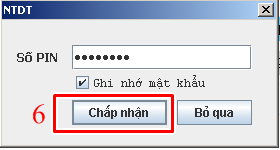 NTDT
Số PIN ●●●●●●●●
Ghi nhớ mật khẩu
6 Chấp nhận Bỏ qua